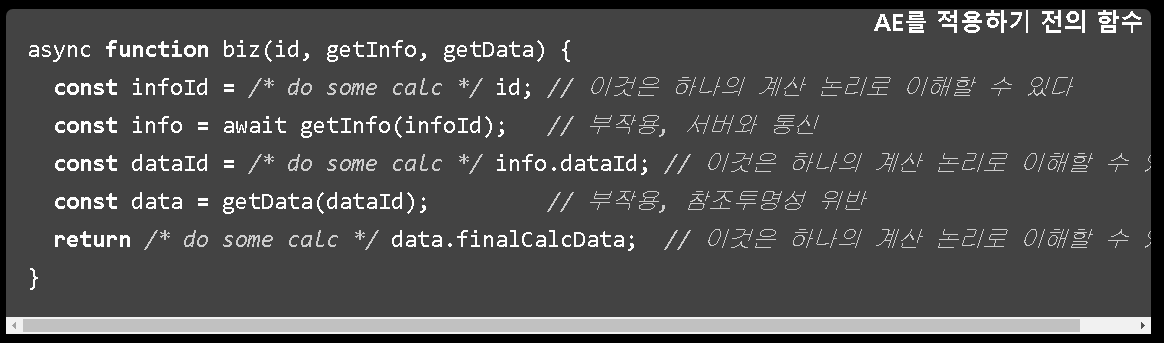 AE를 적용하기 전의 함수
async function biz(id, getInfo, getData) {
  const infoId = /* do some calc */ id; // 이것은 하나의 계산 논리로 이해할 수 있다
  const info = await getInfo(infoId);   // 부작용, 서버와 통신
  const dataId = /* do some calc */ info.dataId; // 이것은 하나의 계산 논리로 이해할 수
  const data = getData(dataId);         // 부작용, 참조투명성 위반
  return /* do some calc */ data.finalCalcData;  // 이것은 하나의 계산 논리로 이해할 수
}